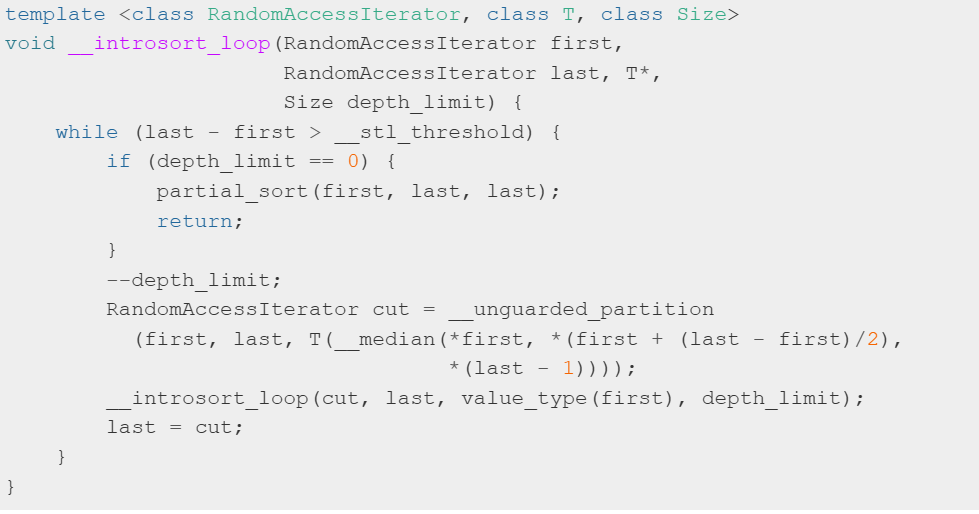 template <class RandomAccessIterator, class T, class Size>
void __introsort_loop(RandomAccessIterator first,
                      RandomAccessIterator last, T*,
                      Size depth_limit) {
    while (last - first > __stl_threshold) {
        if (depth_limit == 0) {
            partial_sort(first, last, last);
            return;
        }
        --depth_limit;
        RandomAccessIterator cut = __unguarded_partition
          (first, last, T(__median(*first, *(first + (last - first)/2),
                                   *(last - 1))));
        __introsort_loop(cut, last, value_type(first), depth_limit);
        last = cut;
    }
}